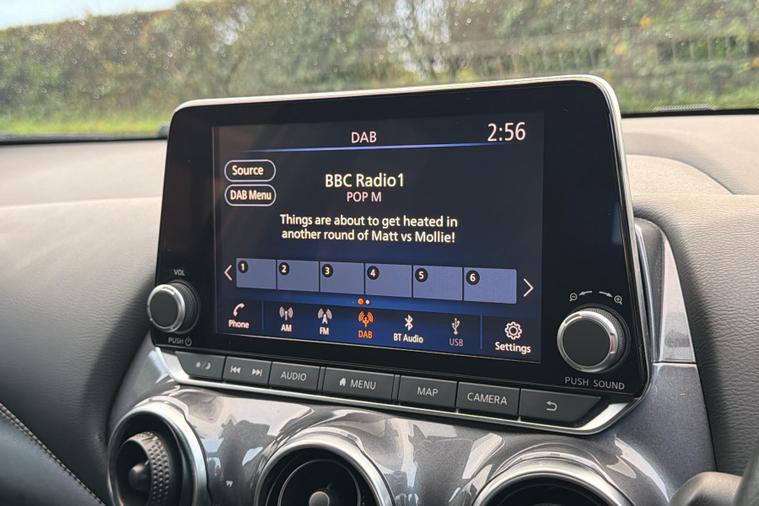 DAB
2:56
Source
DAB Menu
BBC Radio1
POP M
Things are about to get heated in
another round of Matt vs Mollie!
1 2 3 4 5 6
Phone
AM
FM
DAB
BT Audio
USB
Settings
VOL
PUSH
PUSH SOUND
AUDIO
MENU
MAP
CAMERA